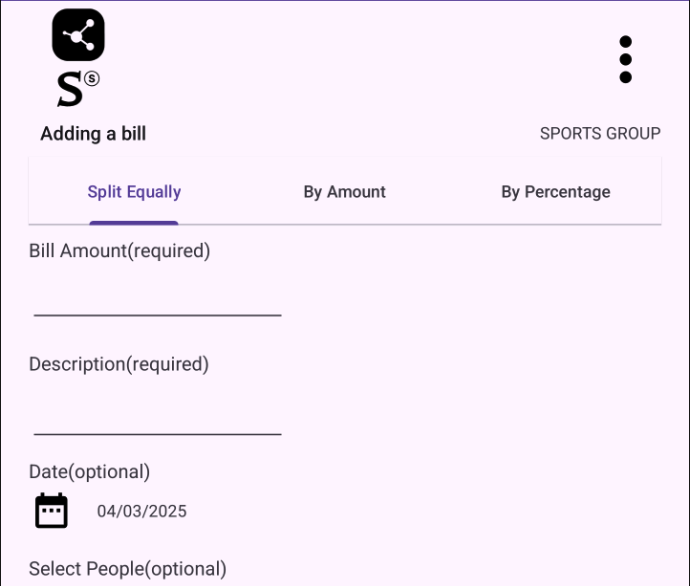 S
Adding a bill
SPORTS GROUP
Split Equally
By Amount
By Percentage
Bill Amount(required)
Description(required)
Date(optional)
04/03/2025
Select People(optional)